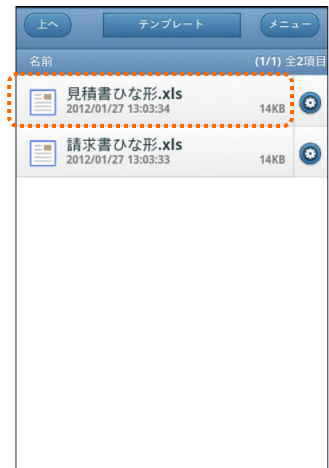 上へ テンプレート メニュー
名前 (1/1) 全2項目
見積書ひな形.xls
2012/01/27 13:03:34 14KB
請求書ひな形.xls
2012/01/27 13:03:33 14KB